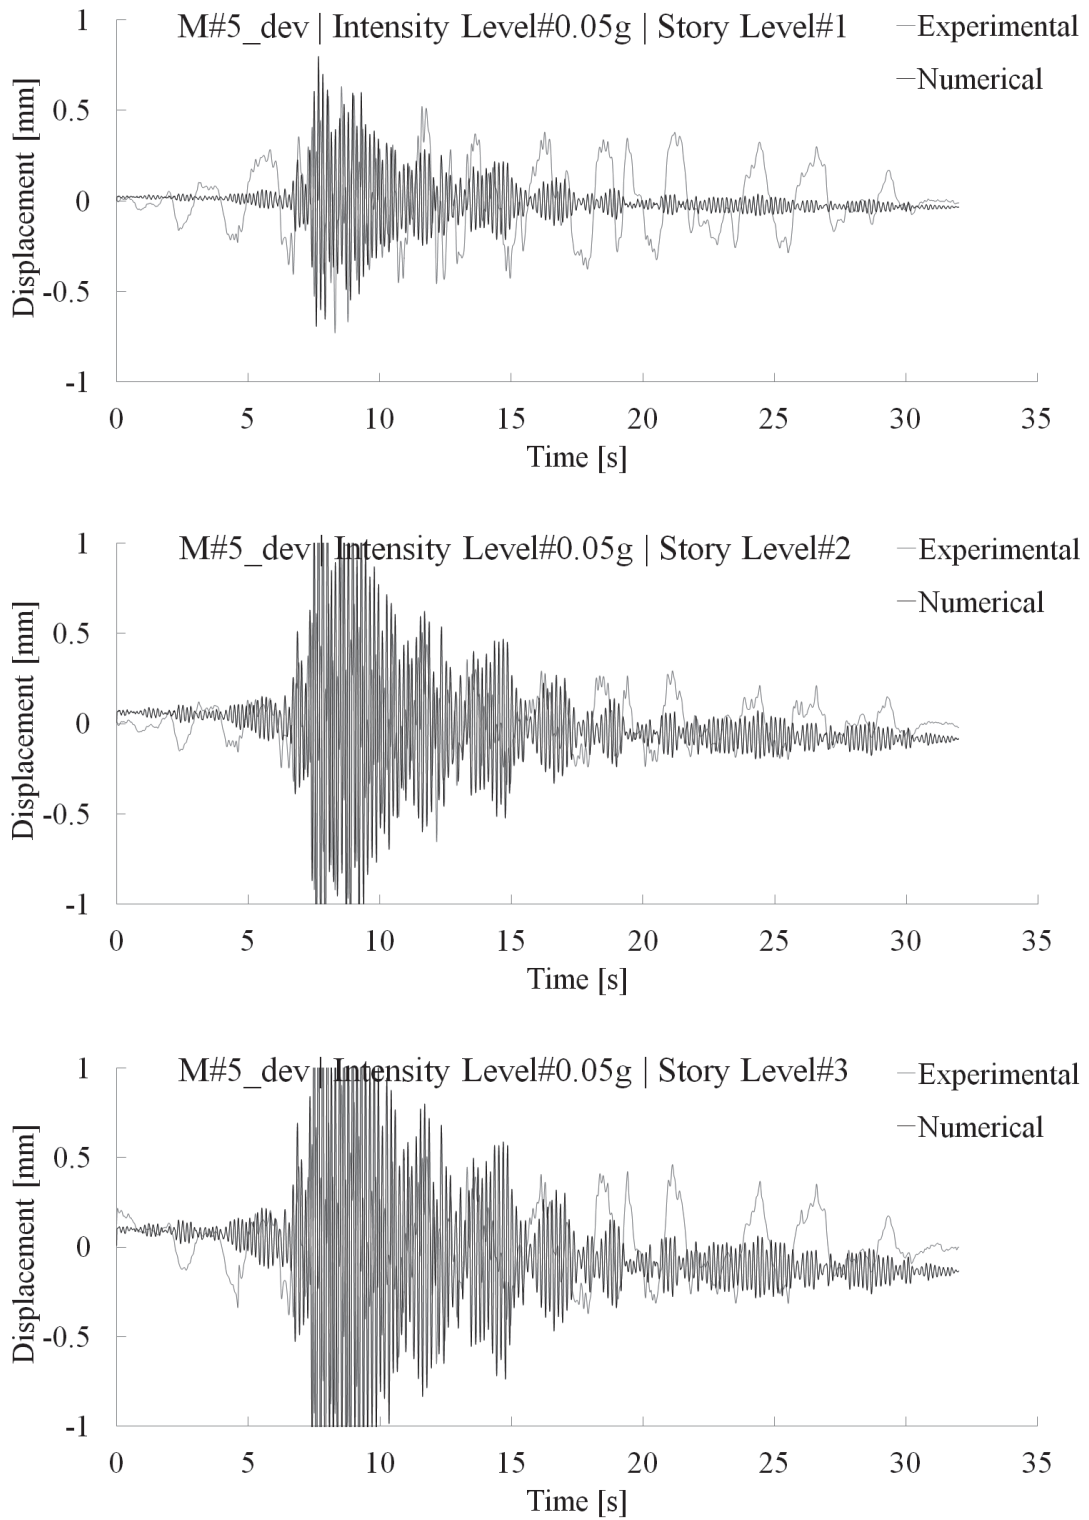 M#5_dev | Intensity Level#0.05g | Story Level#1
Experimental
Numerical
Displacement [mm]
1
0.5
0
-0.5
-1
0 5 10 15 20 25 30 35
Time [s]
M#5_dev | Intensity Level#0.05g | Story Level#2
Experimental
Numerical
Displacement [mm]
1
0.5
0
-0.5
-1
0 5 10 15 20 25 30 35
Time [s]
M#5_dev | Intensity Level#0.05g | Story Level#3
Experimental
Numerical
Displacement [mm]
1
0.5
0
-0.5
-1
0 5 10 15 20 25 30 35
Time [s]